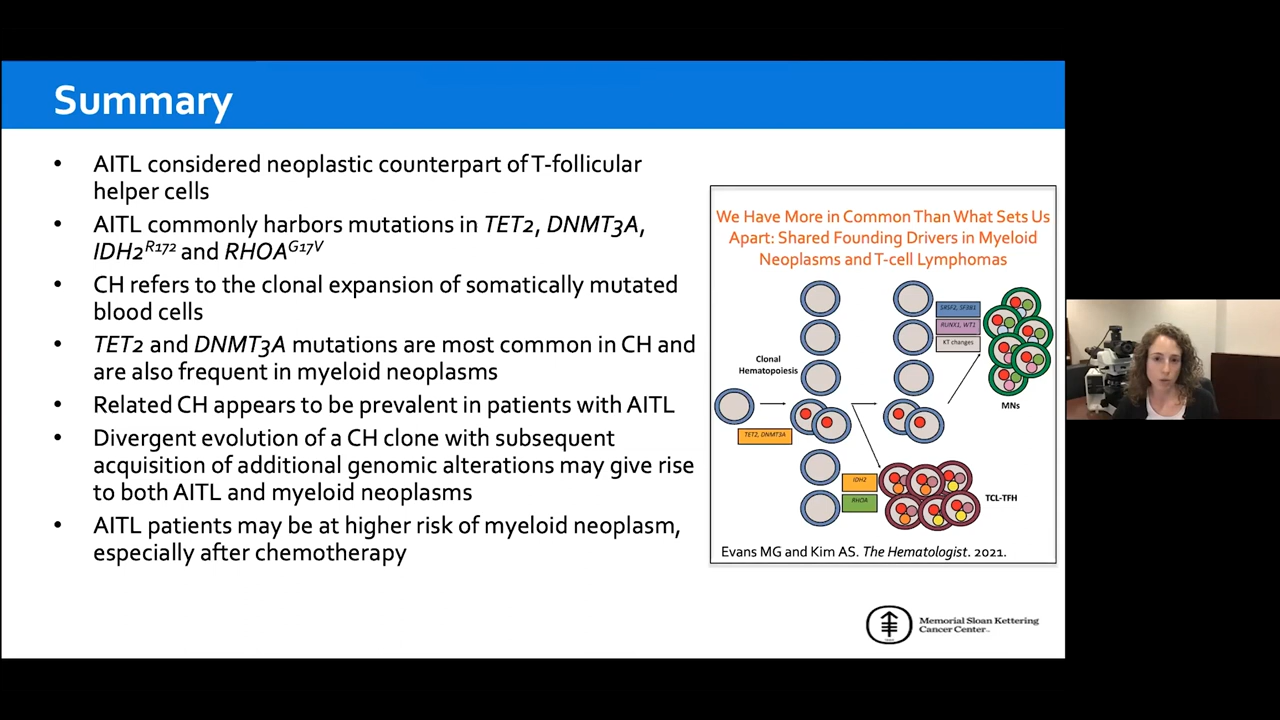 Summary
• AITL considered neoplastic counterpart of T-follicular
helper cells
• AITL commonly harbors mutations in TET2, DNMT3A,
IDH2R172 and RHOAG17V
• CH refers to the clonal expansion of somatically mutated
blood cells
• TET2 and DNMT3A mutations are most common in CH and
are also frequent in myeloid neoplasms
• Related CH appears to be prevalent in patients with AITL
• Divergent evolution of a CH clone with subsequent
acquisition of additional genomic alterations may give rise
to both AITL and myeloid neoplasms
• AITL patients may be at higher risk of myeloid neoplasm,
especially after chemotherapy
We Have More in Common Than What Sets Us
Apart: Shared Founding Drivers in Myeloid
Neoplasms and T-cell Lymphomas
SRSF2, SF3B1
RUNX1, WT1
KT changes
Clonal
Hematopoiesis
MNs
TET2, DNMT3A
IDH2
RHOA
TCL-TFH
Evans MG and Kim AS. The Hematologist. 2021.
Memorial Sloan Kettering
Cancer Center